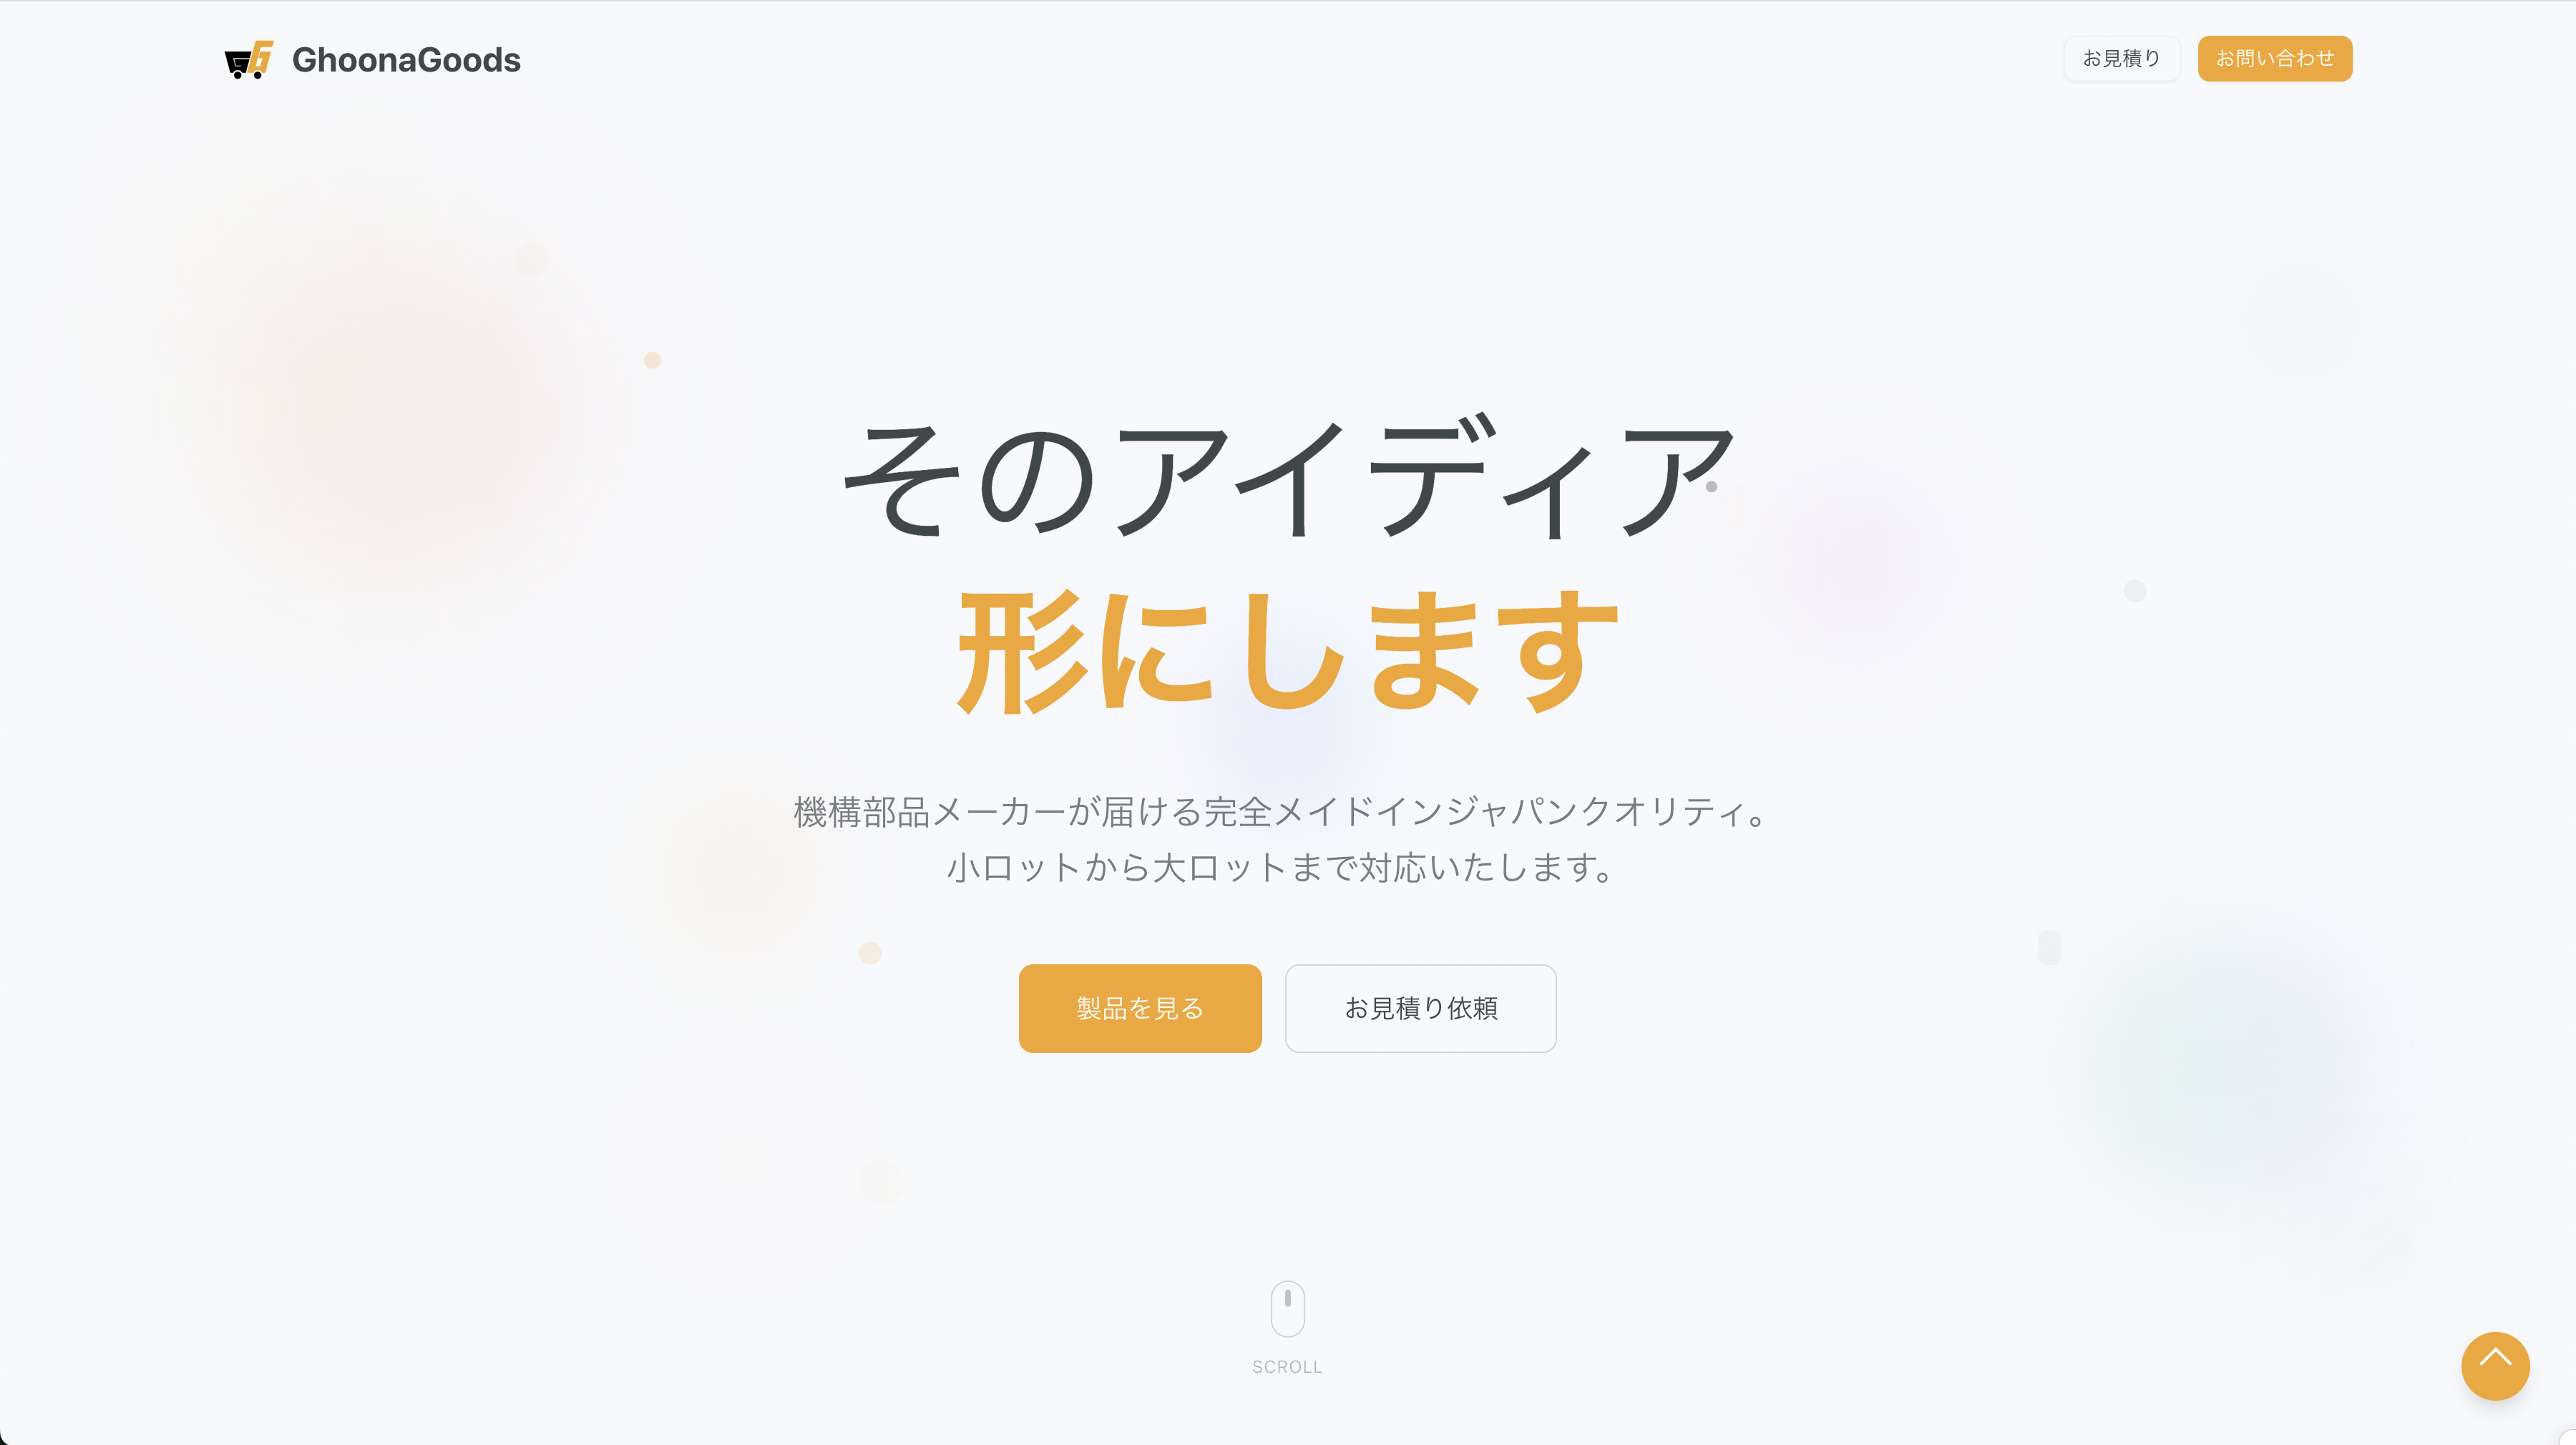 GhoonaGoods
お見積り
お問い合わせ
そのアイディア
形にします
機構部品メーカーが届ける完全メイドインジャパンクオリティ。
小ロットから大ロットまで対応いたします。
製品を見る
お見積り依頼
SCROLL